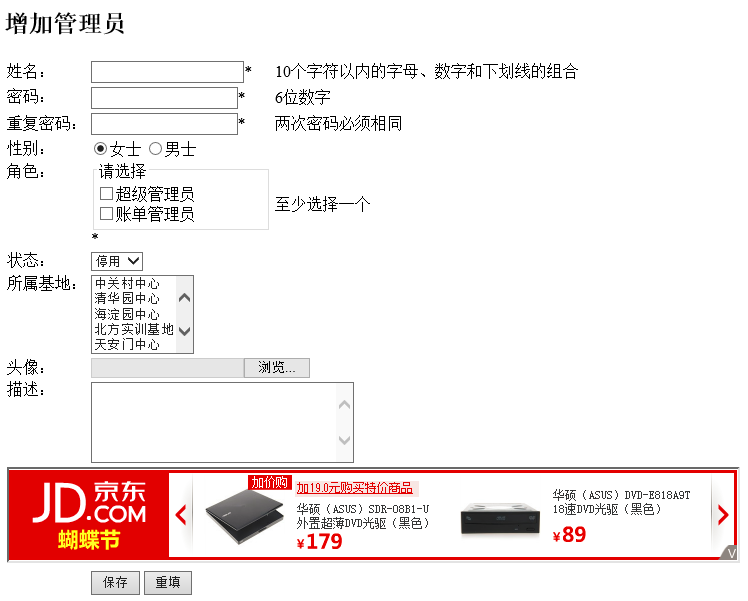 增加管理员
姓名： * 10个字符以内的字母、数字和下划线的组合
密码： * 6位数字
重复密码： * 两次密码必须相同
性别： 女士 男士
角色： 请选择
超级管理员
账单管理员
至少选择一个
*
状态： 停用
所属基地： 中关村中心
清华园中心
海淀园中心
北方实训基地
天安门中心
头像： 浏览...
描述：
JD.京东
.COM
蝴蝶节
加价购 加19.0元购买特价商品
华硕（ASUS）SDR-08B1-U
外置超薄DVD光驱（黑色）
¥179
华硕（ASUS）DVD-E818A9T
18速DVD光驱（黑色）
¥89
V
保存 重填